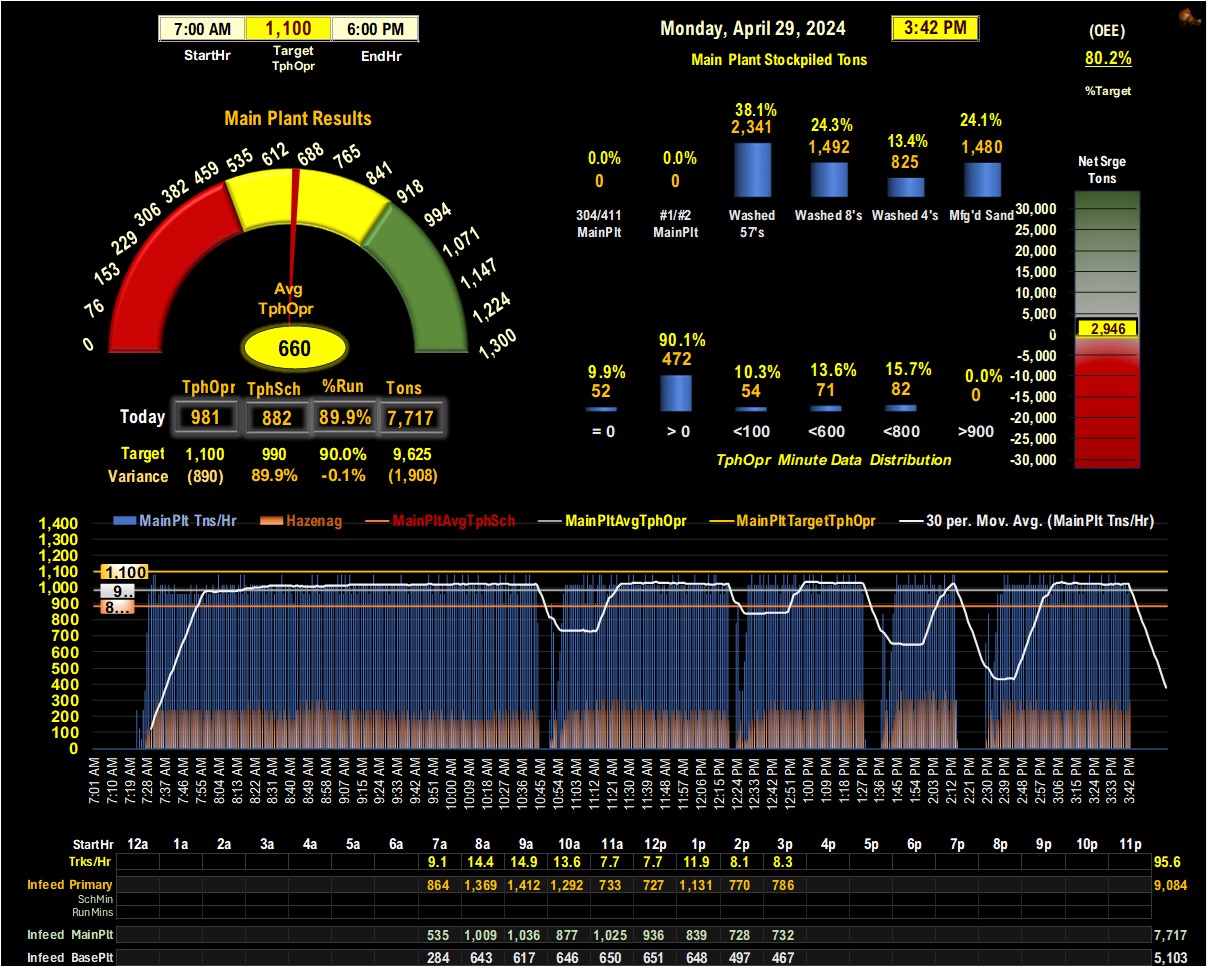 7:00 AM 1,100 6:00 PM
StartHr Target TphOpr EndHr
Monday, April 29, 2024 3:42 PM
(OEE)
80.2%
%Target
Main Plant Stockpiled Tons
38.1% 24.3% 13.4% 24.1%
0.0% 0.0% 2,341 1,492 825 1,480
0 0
304/411 MainPlt #1/#2 MainPlt Washed 57's Washed 8's Washed 4's Mfg'd Sand
Main Plant Results
0 76 153 229 306 382 459 535 612 688 765 841 918 994 1,071 1,147 1,224 1,300
Avg
TphOpr
660
Net Srge
Tons
30,000
25,000
20,000
15,000
10,000
5,000
0
2,946
-5,000
-10,000
-15,000
-20,000
-25,000
-30,000
9.9% 90.1% 10.3% 13.6% 15.7% 0.0%
52 472 54 71 82 0
= 0 > 0 <100 <600 <800 >900
TphOpr Minute Data Distribution
TphOpr TphSch %Run Tons
Today 981 882 89.9% 7,717
Target 1,100 990 90.0% 9,625
Variance (890) 89.9% -0.1% (1,908)
MainPlt Tns/Hr Hazenag MainPltAvgTphSch MainPltAvgTphOpr MainPltTargetTphOpr 30 per. Mov. Avg. (MainPlt Tns/Hr)
1,400
1,300
1,200
1,100
1,000
900
800
700
600
500
400
300
200
100
0
1,100
9..
8...
7:01 AM 7:10 AM 7:19 AM 7:28 AM 7:37 AM 7:46 AM 7:55 AM 8:04 AM 8:13 AM 8:22 AM 8:31 AM 8:40 AM 8:49 AM 8:58 AM 9:07 AM 9:15 AM 9:24 AM 9:33 AM 9:42 AM 9:51 AM 10:00 AM 10:09 AM 10:18 AM 10:27 AM 10:36 AM 10:45 AM 10:54 AM 11:03 AM 11:12 AM 11:21 AM 11:30 AM 11:39 AM 11:48 AM 11:57 AM 12:06 PM 12:15 PM 12:24 PM 12:33 PM 12:42 PM 12:51 PM 1:00 PM 1:09 PM 1:18 PM 1:27 PM 1:36 PM 1:45 PM 1:54 PM 2:03 PM 2:12 PM 2:21 PM 2:30 PM 2:39 PM 2:48 PM 2:57 PM 3:06 PM 3:15 PM 3:24 PM 3:33 PM 3:42 PM
StartHr 12a 1a 2a 3a 4a 5a 6a 7a 8a 9a 10a 11a 12p 1p 2p 3p 4p 5p 6p 7p 8p 9p 10p 11p
Trks/Hr 9.1 14.4 14.9 13.6 7.7 7.7 11.9 8.1 8.3 95.6
Infeed Primary 864 1,369 1,412 1,292 733 727 1,131 770 786 9,084
SchMin
RunMins
Infeed MainPlt 535 1,009 1,036 877 1,025 936 839 728 732 7,717
Infeed BasePlt 284 643 617 646 650 651 648 497 467 5,103